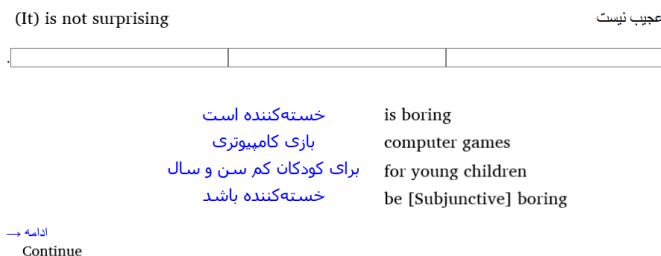 (It) is not surprising عجیب نیست
.
خسته‌کننده است is boring
بازی کامپیوتری computer games
برای کودکان کم سن و سال for young children
خسته‌کننده باشد be [Subjunctive] boring
ادامه →
Continue